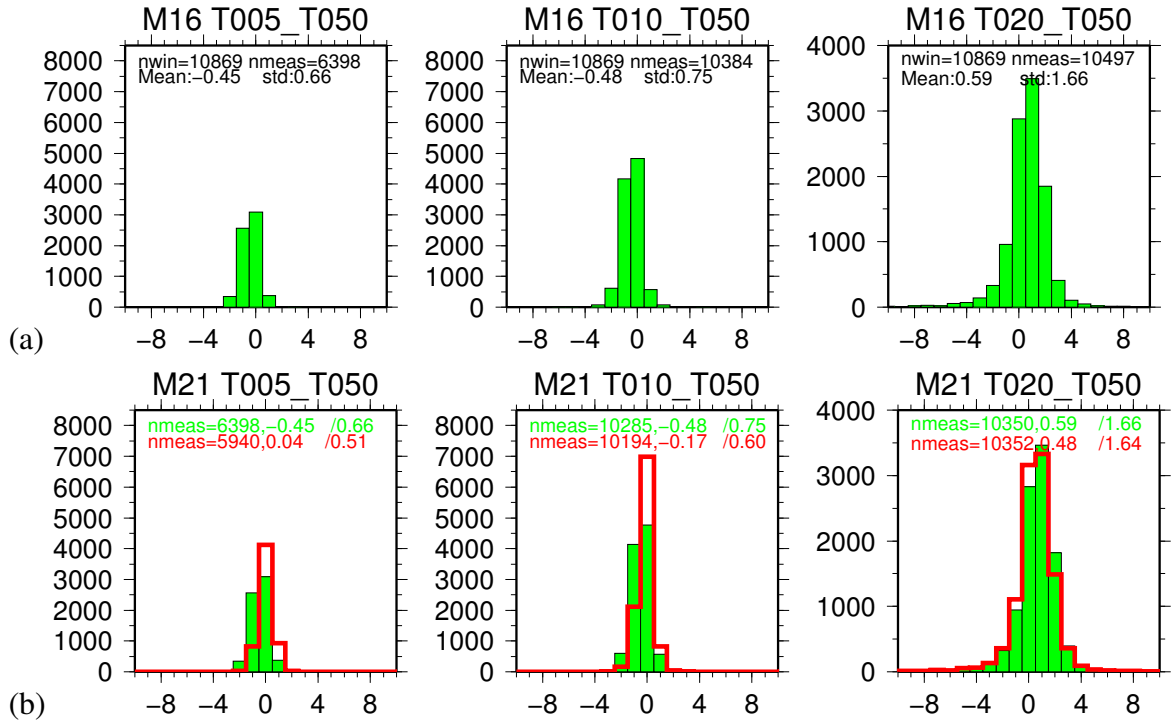 M16 T005_T050
M16 T010_T050
M16 T020_T050
nwin=10869 nmeas=6398
Mean:−0.45 std:0.66
nwin=10869 nmeas=10384
Mean:−0.48 std:0.75
nwin=10869 nmeas=10497
Mean:0.59 std:1.66
8000
7000
6000
5000
4000
3000
2000
1000
0
8000
7000
6000
5000
4000
3000
2000
1000
0
4000
3000
2000
1000
0
−8 −4 0 4 8
−8 −4 0 4 8
−8 −4 0 4 8
(a)
M21 T005_T050
M21 T010_T050
M21 T020_T050
nmeas=6398,−0.45 /0.66
nmeas=5940,0.04 /0.51
nmeas=10285,−0.48 /0.75
nmeas=10194,−0.17 /0.60
nmeas=10350,0.59 /1.66
nmeas=10352,0.48 /1.64
8000
7000
6000
5000
4000
3000
2000
1000
0
8000
7000
6000
5000
4000
3000
2000
1000
0
4000
3000
2000
1000
0
−8 −4 0 4 8
−8 −4 0 4 8
−8 −4 0 4 8
(b)